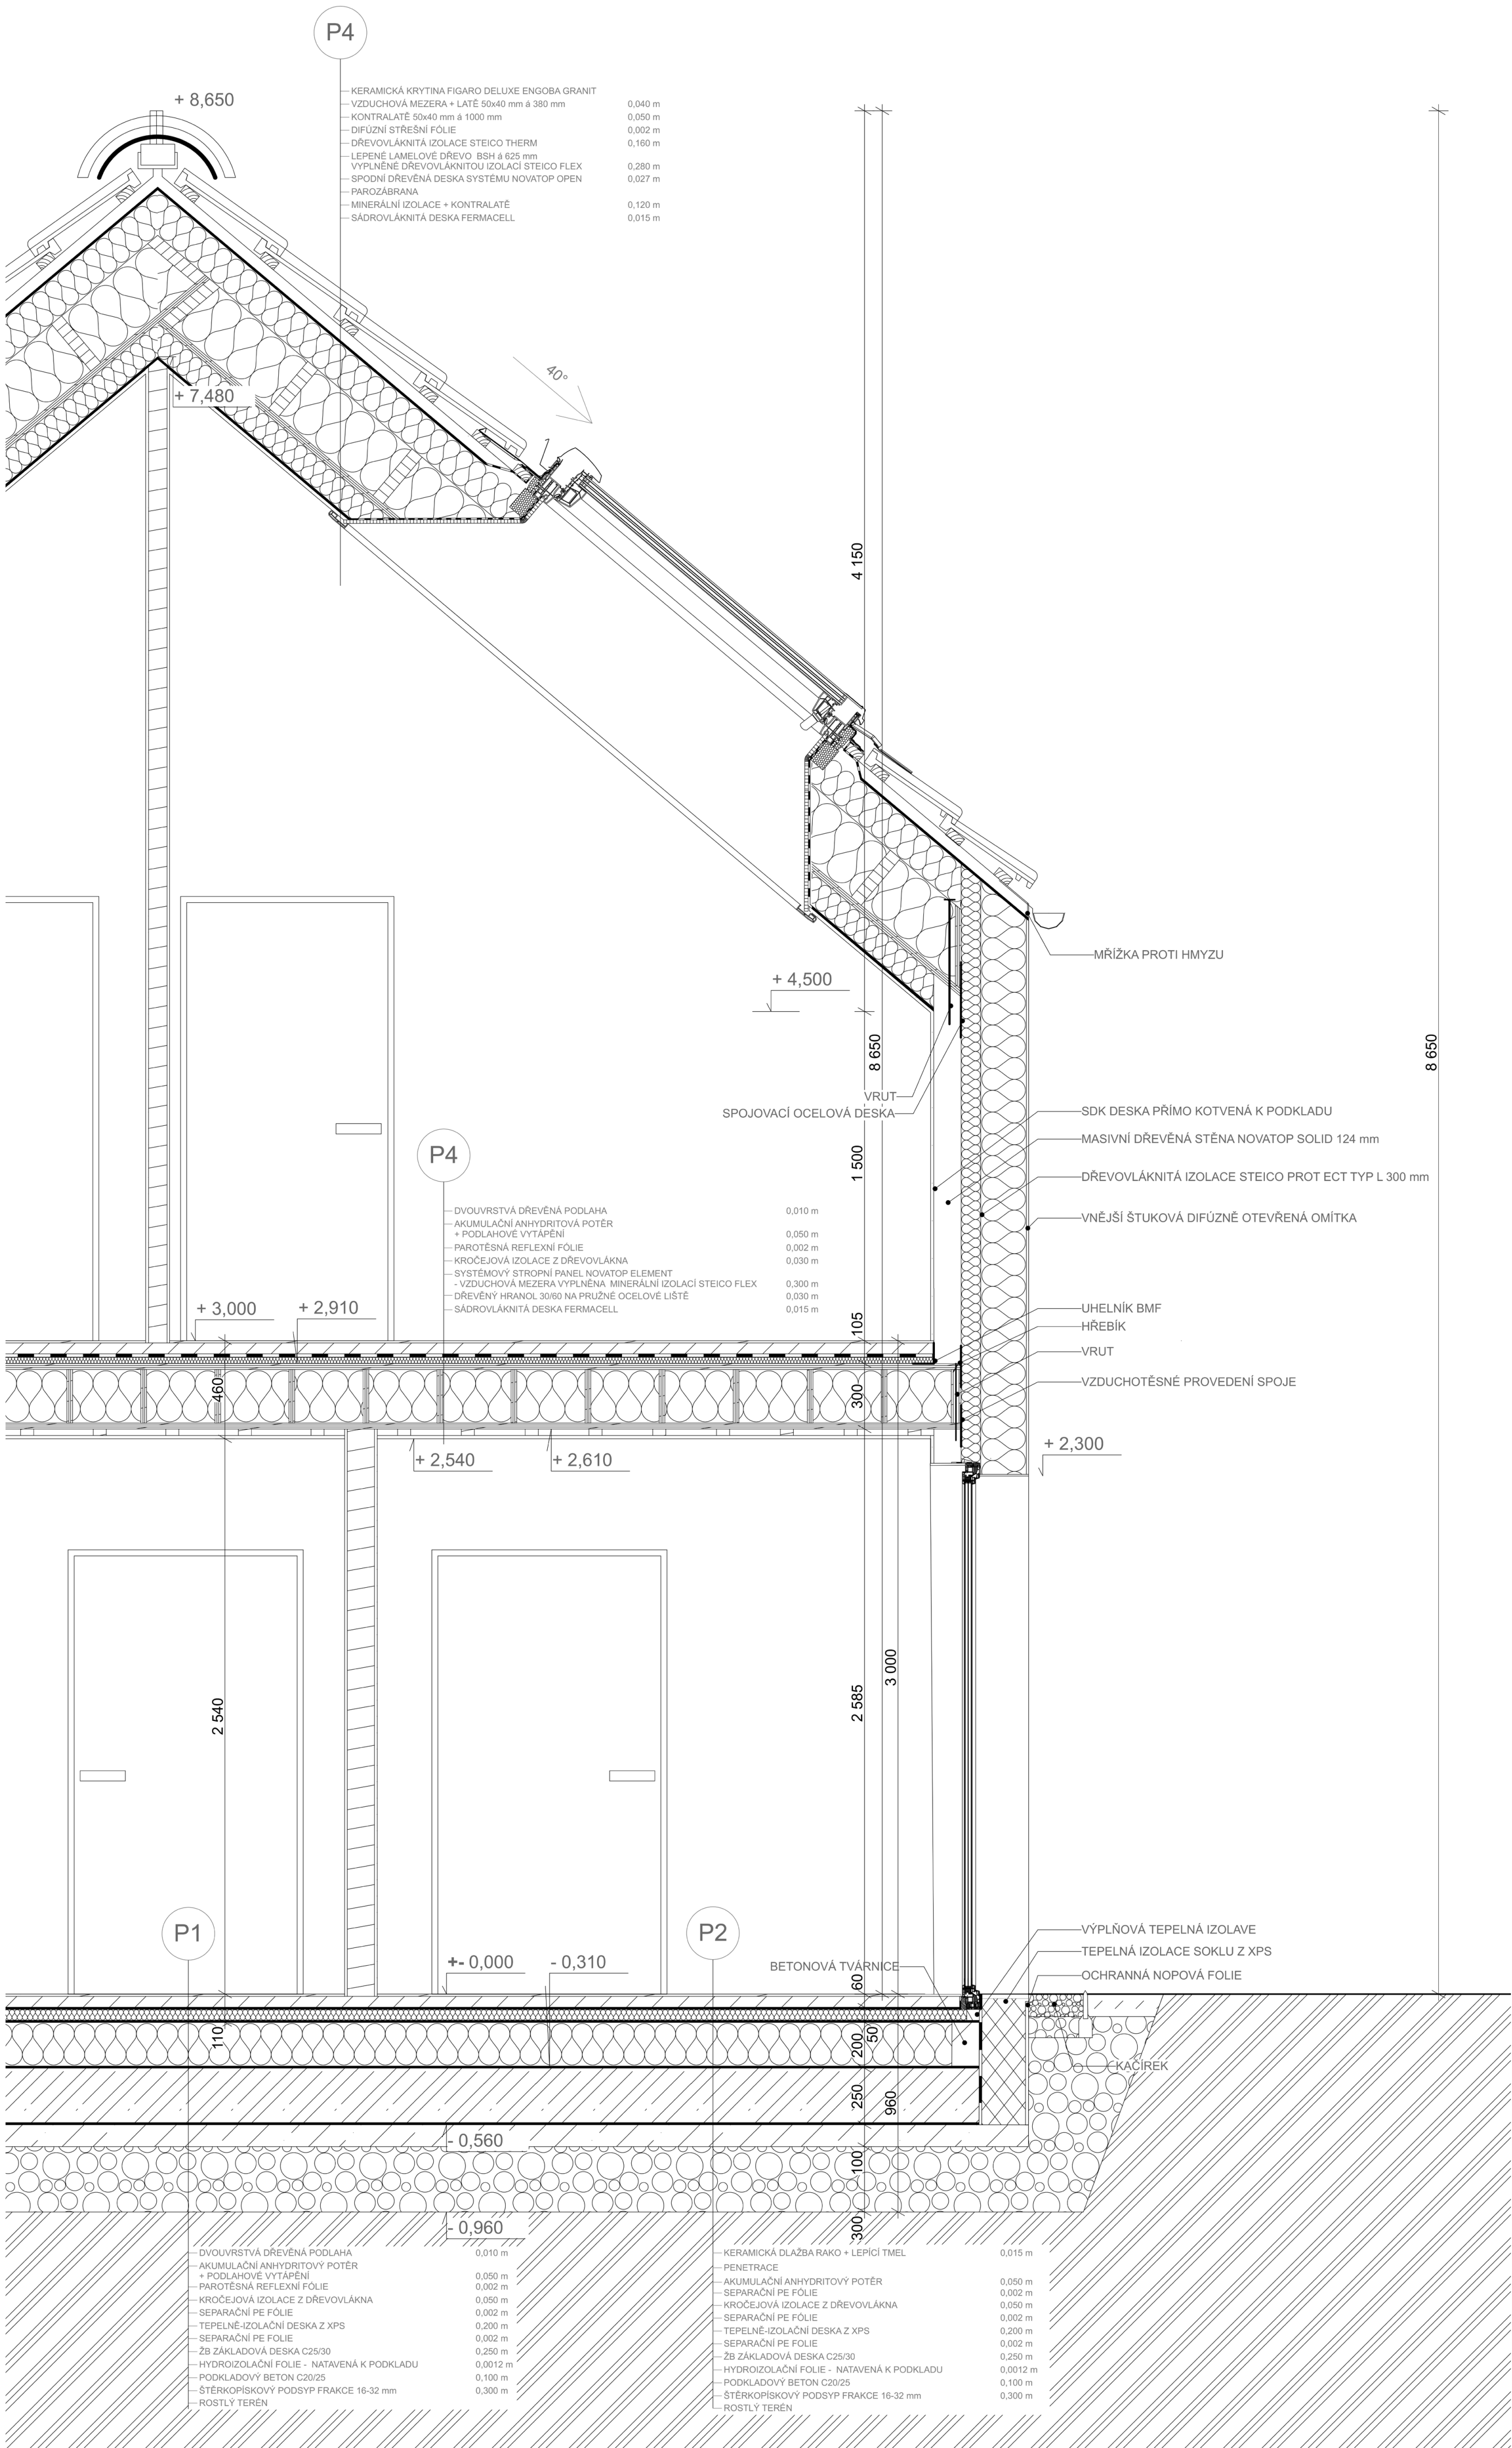 P4
+ 8,650
KERAMICKÁ KRYTINA FIGARO DELUXE ENGOBA GRANIT
VZDUCHOVÁ MEZERA + LATĚ 50x40 mm á 380 mm 0,040 m
KONTRALATĚ 50x40 mm á 1000 mm 0,050 m
DIFÚZNÍ STŘEŠNÍ FÓLIE 0,002 m
DŘEVOVLÁKNITÁ IZOLACE STEICO THERM 0,160 m
LEPENÉ LAMELOVÉ DŘEVO BSH á 625 mm
VYPLNĚNÉ DŘEVOVLÁKNITOU IZOLACÍ STEICO FLEX 0,280 m
SPODNÍ DŘEVĚNÁ DESKA SYSTÉMU NOVATOP OPEN 0,027 m
PAROZÁBRANA
MINERÁLNÍ IZOLACE + KONTRALATĚ 0,120 m
SÁDROVLÁKNITÁ DESKA FERMACELL 0,015 m
40°
+ 7,480
4 150
MŘÍŽKA PROTI HMYZU
+ 4,500
8 650
8 650
VRUT
SPOJOVACÍ OCELOVÁ DESKA
SDK DESKA PŘÍMO KOTVENÁ K PODKLADU
MASIVNÍ DŘEVĚNÁ STĚNA NOVATOP SOLID 124 mm
DŘEVOVLÁKNITÁ IZOLACE STEICO PROT ECT TYP L 300 mm
VNĚJŠÍ ŠTUKOVÁ DIFÚZNĚ OTEVŘENÁ OMÍTKA
1 500
P4
DVOUVRSTVÁ DŘEVĚNÁ PODLAHA 0,010 m
AKUMULAČNÍ ANHYDRITOVÁ POTĚR
+ PODLAHOVÉ VYTÁPĚNÍ 0,050 m
PAROTĚSNÁ REFLEXNÍ FÓLIE 0,002 m
KROČEJOVÁ IZOLACE Z DŘEVOVLÁKNA 0,030 m
SYSTÉMOVÝ STROPNÍ PANEL NOVATOP ELEMENT
- VZDUCHOVÁ MEZERA VYPLNĚNA MINERÁLNÍ IZOLACÍ STEICO FLEX 0,300 m
DŘEVĚNÝ HRANOL 30/60 NA PRUŽNÉ OCELOVÉ LIŠTĚ 0,030 m
SÁDROVLÁKNITÁ DESKA FERMACELL 0,015 m
+ 3,000
+ 2,910
105
UHELNÍK BMF
HŘEBÍK
VRUT
VZDUCHOTĚSNÉ PROVEDENÍ SPOJE
460
300
+ 2,300
+ 2,540
+ 2,610
2 540
2 585
3 000
P1
P2
+- 0,000
- 0,310
BETONOVÁ TVÁRNICE
VÝPLŇOVÁ TEPELNÁ IZOLAVE
TEPELNÁ IZOLACE SOKLU Z XPS
OCHRANNÁ NOPOVÁ FOLIE
60
110
200
50
KAČÍREK
250
960
- 0,560
100
- 0,960
300
DVOUVRSTVÁ DŘEVĚNÁ PODLAHA 0,010 m
AKUMULAČNÍ ANHYDRITOVÝ POTĚR
+ PODLAHOVÉ VYTÁPĚNÍ 0,050 m
PAROTĚSNÁ REFLEXNÍ FÓLIE 0,002 m
KROČEJOVÁ IZOLACE Z DŘEVOVLÁKNA 0,050 m
SEPARAČNÍ PE FÓLIE 0,002 m
TEPELNĚ-IZOLAČNÍ DESKA Z XPS 0,200 m
SEPARAČNÍ PE FOLIE 0,002 m
ŽB ZÁKLADOVÁ DESKA C25/30 0,250 m
HYDROIZOLAČNÍ FOLIE - NATAVENÁ K PODKLADU 0,0012 m
PODKLADOVÝ BETON C20/25 0,100 m
ŠTĚRKOPÍSKOVÝ PODSYP FRAKCE 16-32 mm 0,300 m
ROSTLÝ TERÉN
KERAMICKÁ DLAŽBA RAKO + LEPÍCÍ TMEL 0,015 m
PENETRACE
AKUMULAČNÍ ANHYDRITOVÝ POTĚR 0,050 m
SEPARAČNÍ PE FÓLIE 0,002 m
KROČEJOVÁ IZOLACE Z DŘEVOVLÁKNA 0,050 m
SEPARAČNÍ PE FÓLIE 0,002 m
TEPELNĚ-IZOLAČNÍ DESKA Z XPS 0,200 m
SEPARAČNÍ PE FOLIE 0,002 m
ŽB ZÁKLADOVÁ DESKA C25/30 0,250 m
HYDROIZOLAČNÍ FOLIE - NATAVENÁ K PODKLADU 0,0012 m
PODKLADOVÝ BETON C20/25 0,100 m
ŠTĚRKOPÍSKOVÝ PODSYP FRAKCE 16-32 mm 0,300 m
ROSTLÝ TERÉN